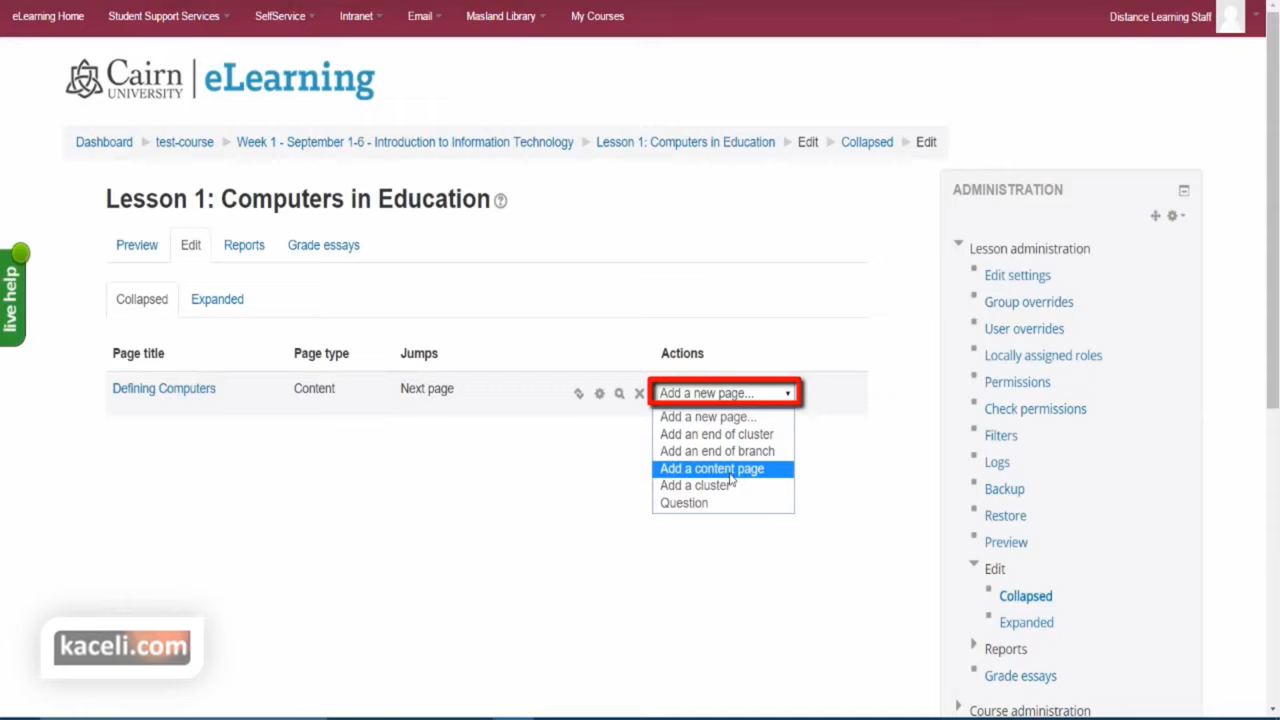 eLearning Home Student Support Services SelfService Intranet Email Masland Library My Courses Distance Learning Staff
Cairn UNIVERSITY eLearning
Dashboard test-course Week 1 - September 1-6 - Introduction to Information Technology Lesson 1: Computers in Education Edit Collapsed Edit
Lesson 1: Computers in Education
Preview Edit Reports Grade essays
Collapsed Expanded
Page title Page type Jumps Actions
Defining Computers Content Next page Add a new page...
Add a new page...
Add an end of cluster
Add an end of branch
Add a content page
Add a cluster
Question
live help
kaceli.com
ADMINISTRATION
Lesson administration
Edit settings
Group overrides
User overrides
Locally assigned roles
Permissions
Check permissions
Filters
Logs
Backup
Restore
Preview
Edit
Collapsed
Expanded
Reports
Grade essays
Course administration